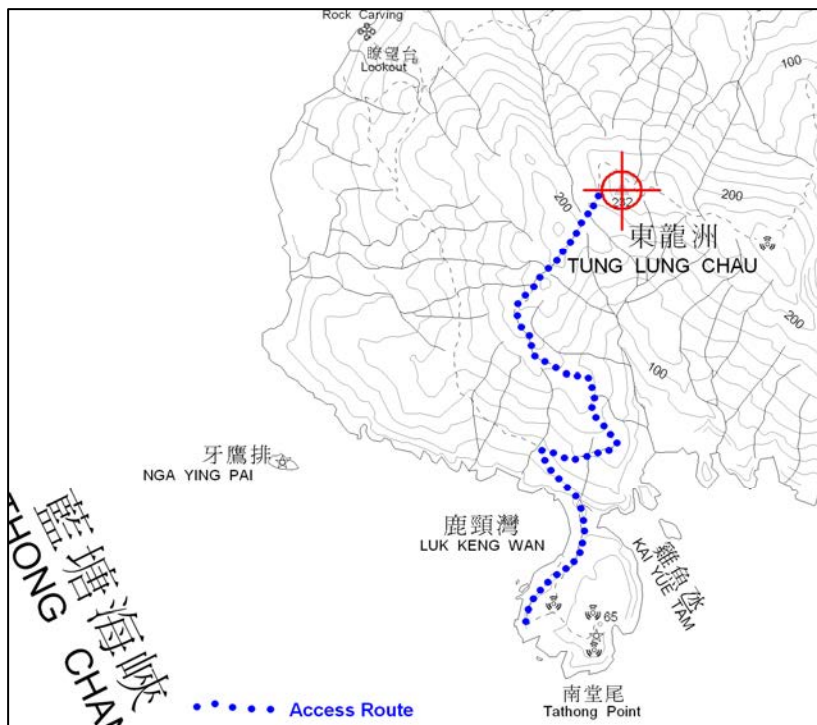 Rock Carving
瞭望台
Lookout
100
200
232
200
東龍洲
TUNG LUNG CHAU
200
100
牙鷹排
NGA YING PAI
鹿頸灣
LUK KENG WAN
雞魚氹
KAI YUE TAM
藍塘海峽
THONG CHAN
65
南堂尾
Tathong Point
Access Route